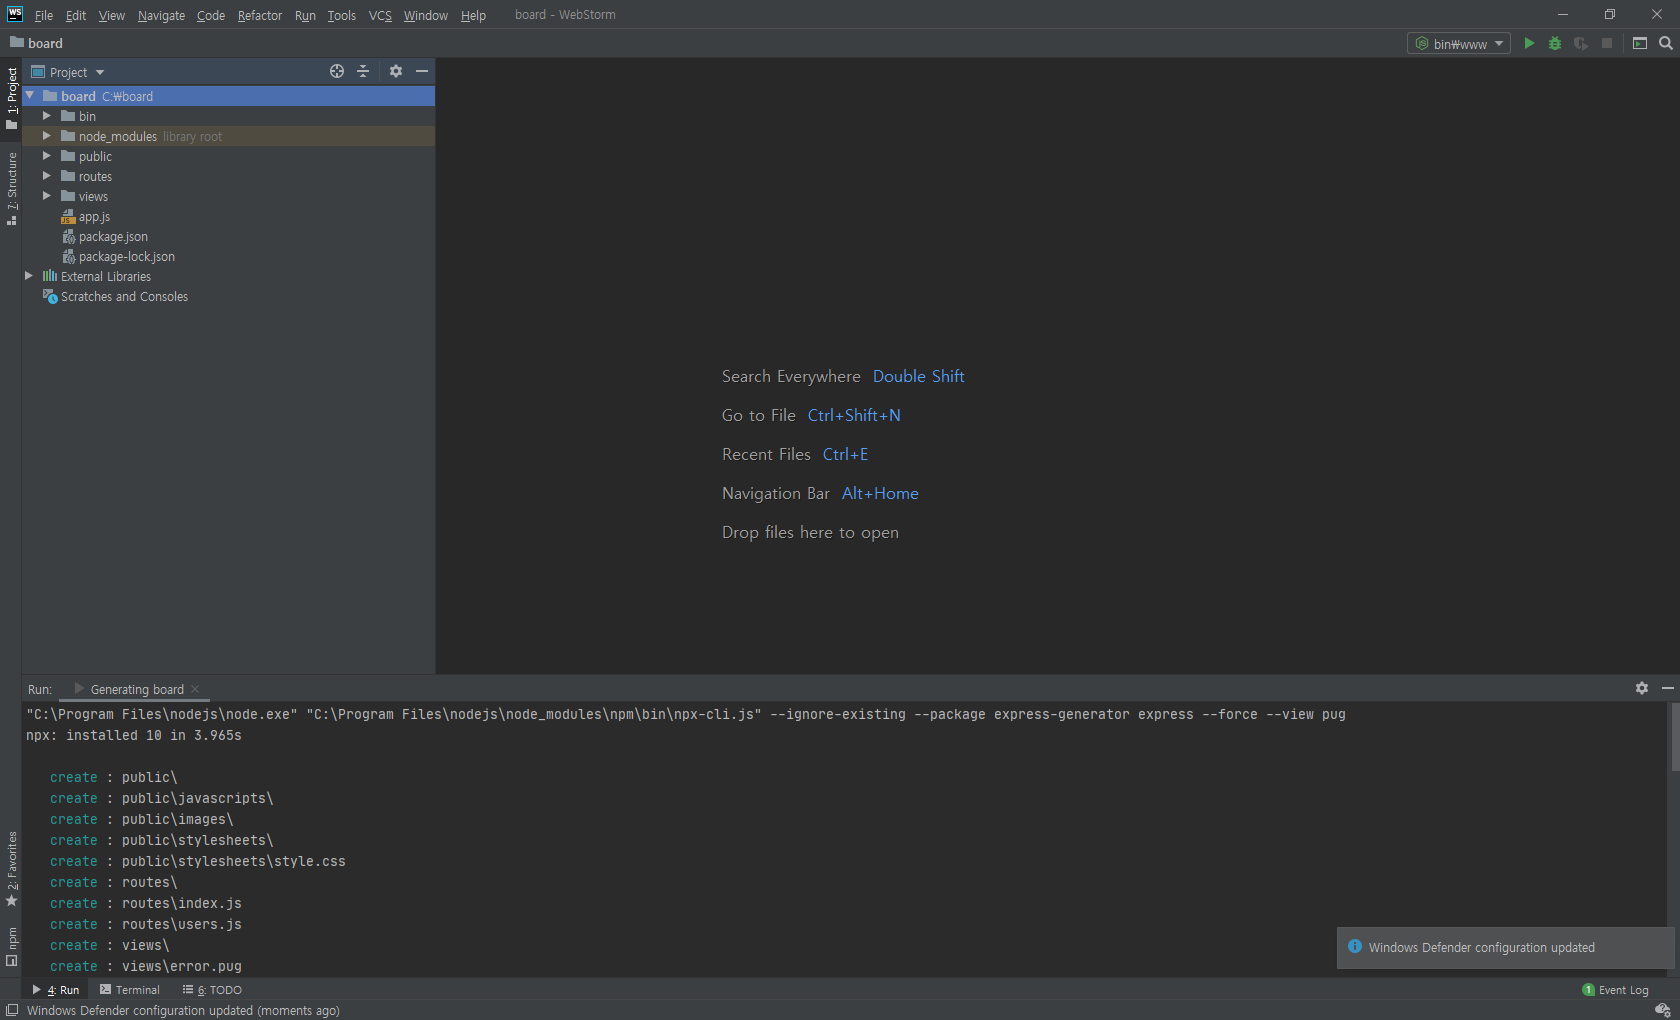 WS File Edit View Navigate Code Refactor Run Tools VCS Window Help board - WebStorm
board
bin₩www
1: Project
Project
board C:₩board
bin
node_modules library root
public
routes
views
app.js
package.json
package-lock.json
External Libraries
Scratches and Consoles
7: Structure
Search Everywhere Double Shift
Go to File Ctrl+Shift+N
Recent Files Ctrl+E
Navigation Bar Alt+Home
Drop files here to open
Run: Generating board
"C:\Program Files\nodejs\node.exe" "C:\Program Files\nodejs\node_modules\npm\bin\npx-cli.js" --ignore-existing --package express-generator express --force --view pug
npx: installed 10 in 3.965s
create : public\
create : public\javascripts\
create : public\images\
create : public\stylesheets\
create : public\stylesheets\style.css
create : routes\
create : routes\index.js
create : routes\users.js
create : views\
create : views\error.pug
2: Favorites
npm
Windows Defender configuration updated
4: Run Terminal 6: TODO
1 Event Log
Windows Defender configuration updated (moments ago)